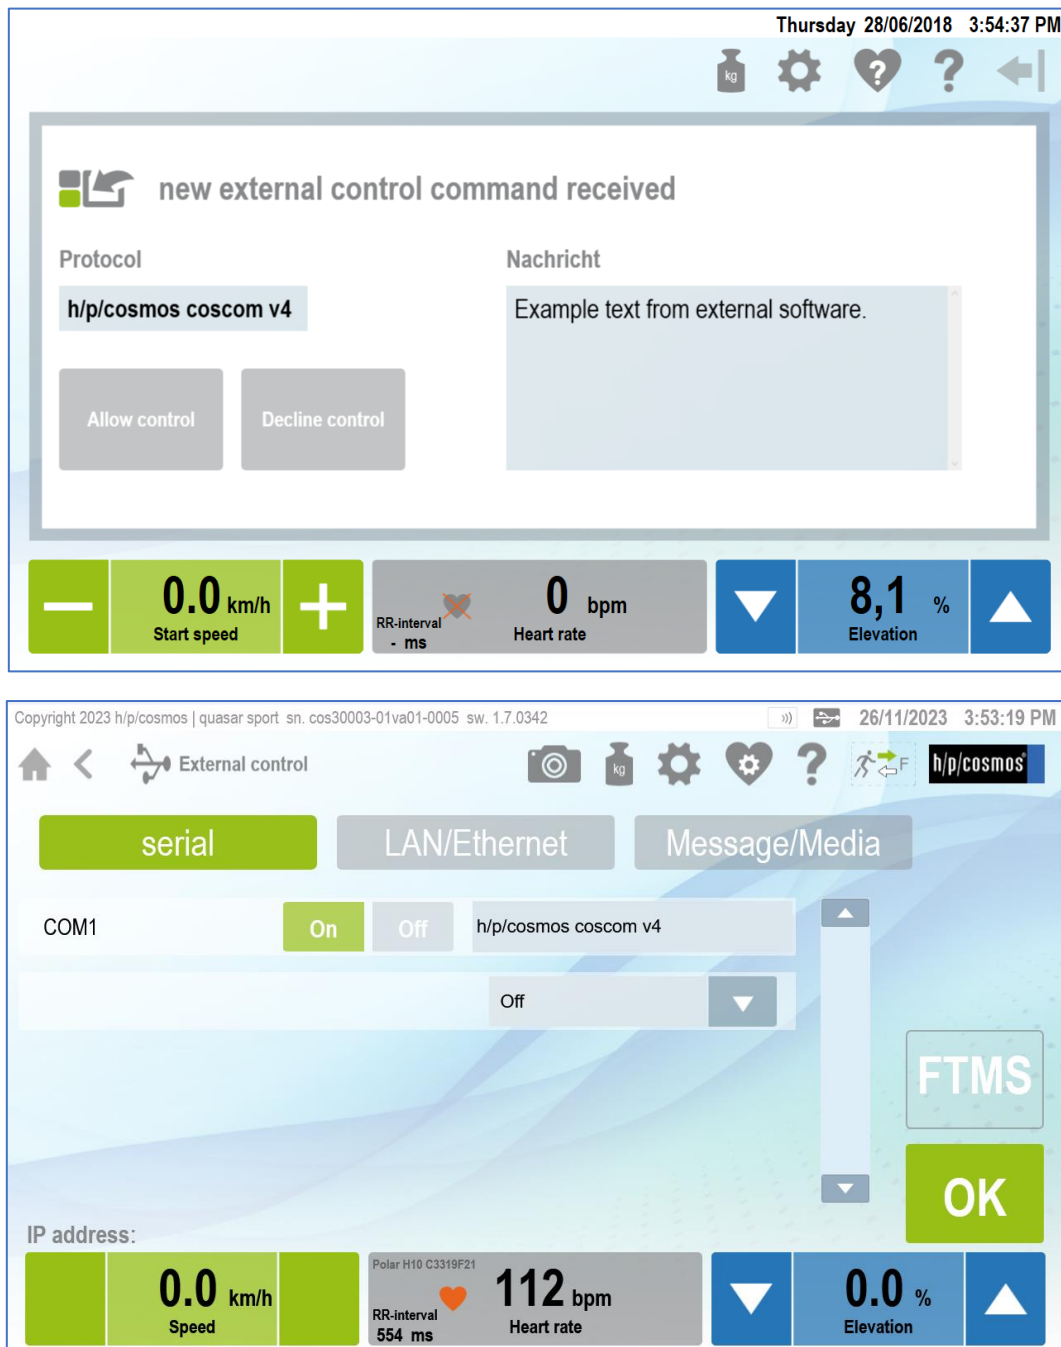 Thursday 28/06/2018 3:54:37 PM
kg
? ?
new external control command received
Protocol
Nachricht
h/p/cosmos coscom v4
Example text from external software.
Allow control
Decline control
0.0 km/h
Start speed
RR-interval
- ms
0 bpm
Heart rate
8,1 %
Elevation
Copyright 2023 h/p/cosmos | quasar sport sn. cos30003-01va01-0005 sw. 1.7.0342
26/11/2023 3:53:19 PM
External control
kg
?
F
h/p/cosmos®
serial
LAN/Ethernet
Message/Media
COM1
On
Off
h/p/cosmos coscom v4
Off
FTMS
OK
IP address:
0.0 km/h
Speed
Polar H10 C3319F21
RR-interval
554 ms
112 bpm
Heart rate
0.0 %
Elevation